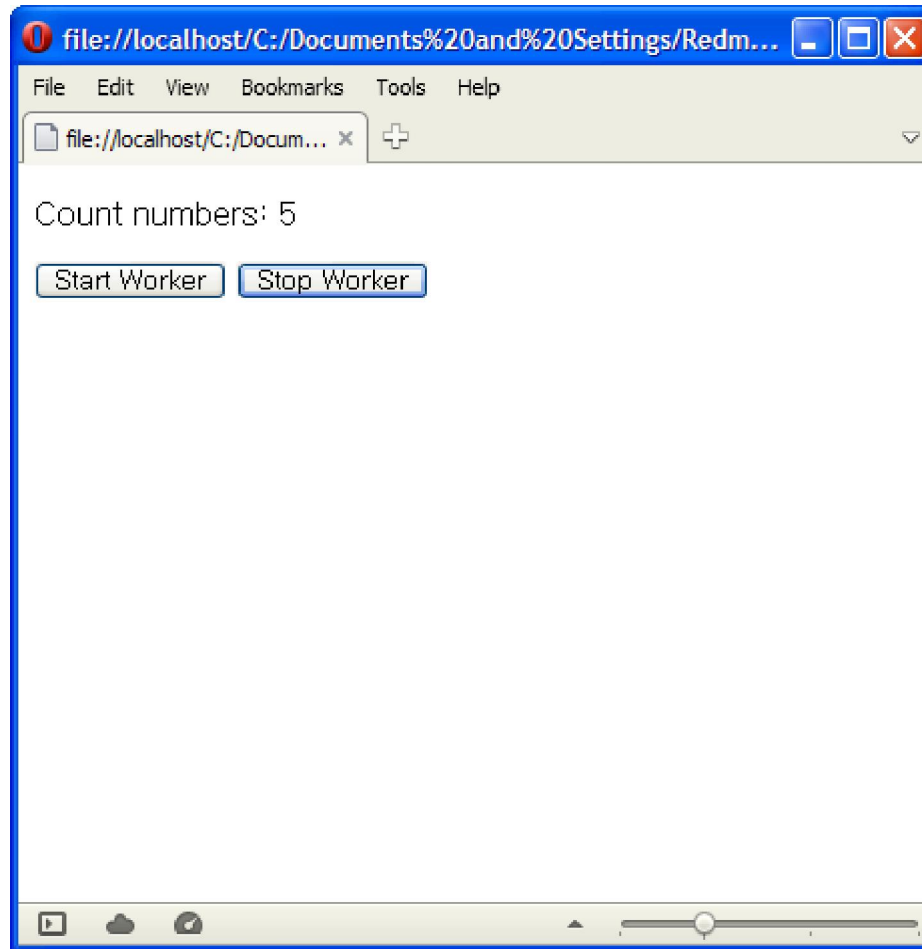 file://localhost/C:/Documents%20and%20Settings/Redm...
File Edit View Bookmarks Tools Help
file://localhost/C:/Docum...
Count numbers: 5
Start Worker Stop Worker